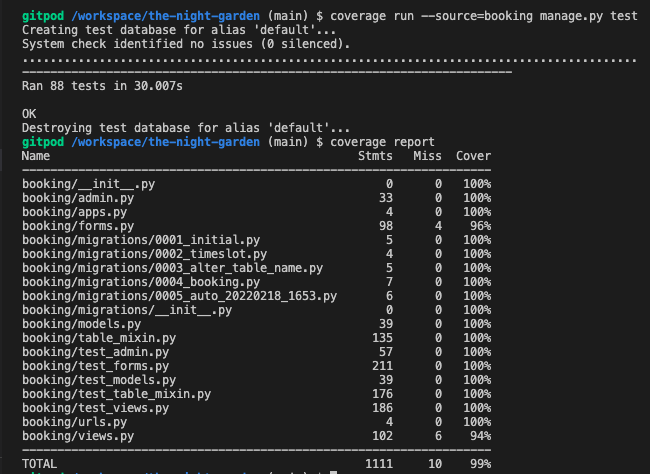 gitpod /workspace/the-night-garden (main) $ coverage run --source=booking manage.py test
Creating test database for alias 'default'...
System check identified no issues (0 silenced).
........................................................................................
----------------------------------------------------------------------
Ran 88 tests in 30.007s
OK
Destroying test database for alias 'default'...
gitpod /workspace/the-night-garden (main) $ coverage report
Name Stmts Miss Cover
-------------------------------------------------------------------
booking/__init__.py 0 0 100%
booking/admin.py 33 0 100%
booking/apps.py 4 0 100%
booking/forms.py 98 4 96%
booking/migrations/0001_initial.py 5 0 100%
booking/migrations/0002_timeslot.py 4 0 100%
booking/migrations/0003_alter_table_name.py 5 0 100%
booking/migrations/0004_booking.py 7 0 100%
booking/migrations/0005_auto_20220218_1653.py 6 0 100%
booking/migrations/__init__.py 0 0 100%
booking/models.py 39 0 100%
booking/table_mixin.py 135 0 100%
booking/test_admin.py 57 0 100%
booking/test_forms.py 211 0 100%
booking/test_models.py 39 0 100%
booking/test_table_mixin.py 176 0 100%
booking/test_views.py 186 0 100%
booking/urls.py 4 0 100%
booking/views.py 102 6 94%
-------------------------------------------------------------------
TOTAL 1111 10 99%